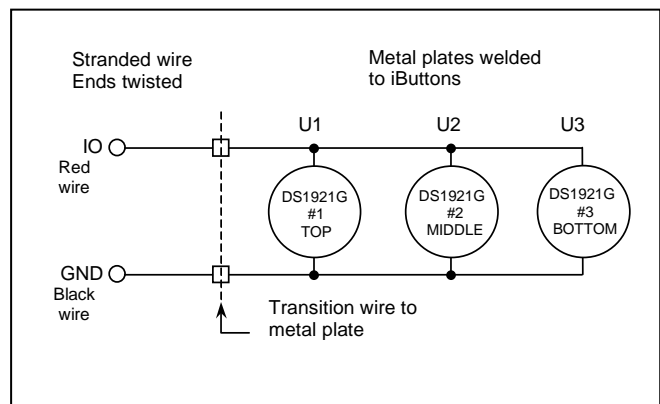 Stranded wire
Ends twisted
Metal plates welded
to iButtons
U1
U2
U3
IO
Red
wire
DS1921G
#1
TOP
DS1921G
#2
MIDDLE
DS1921G
#3
BOTTOM
GND
Black
wire
Transition wire to
metal plate